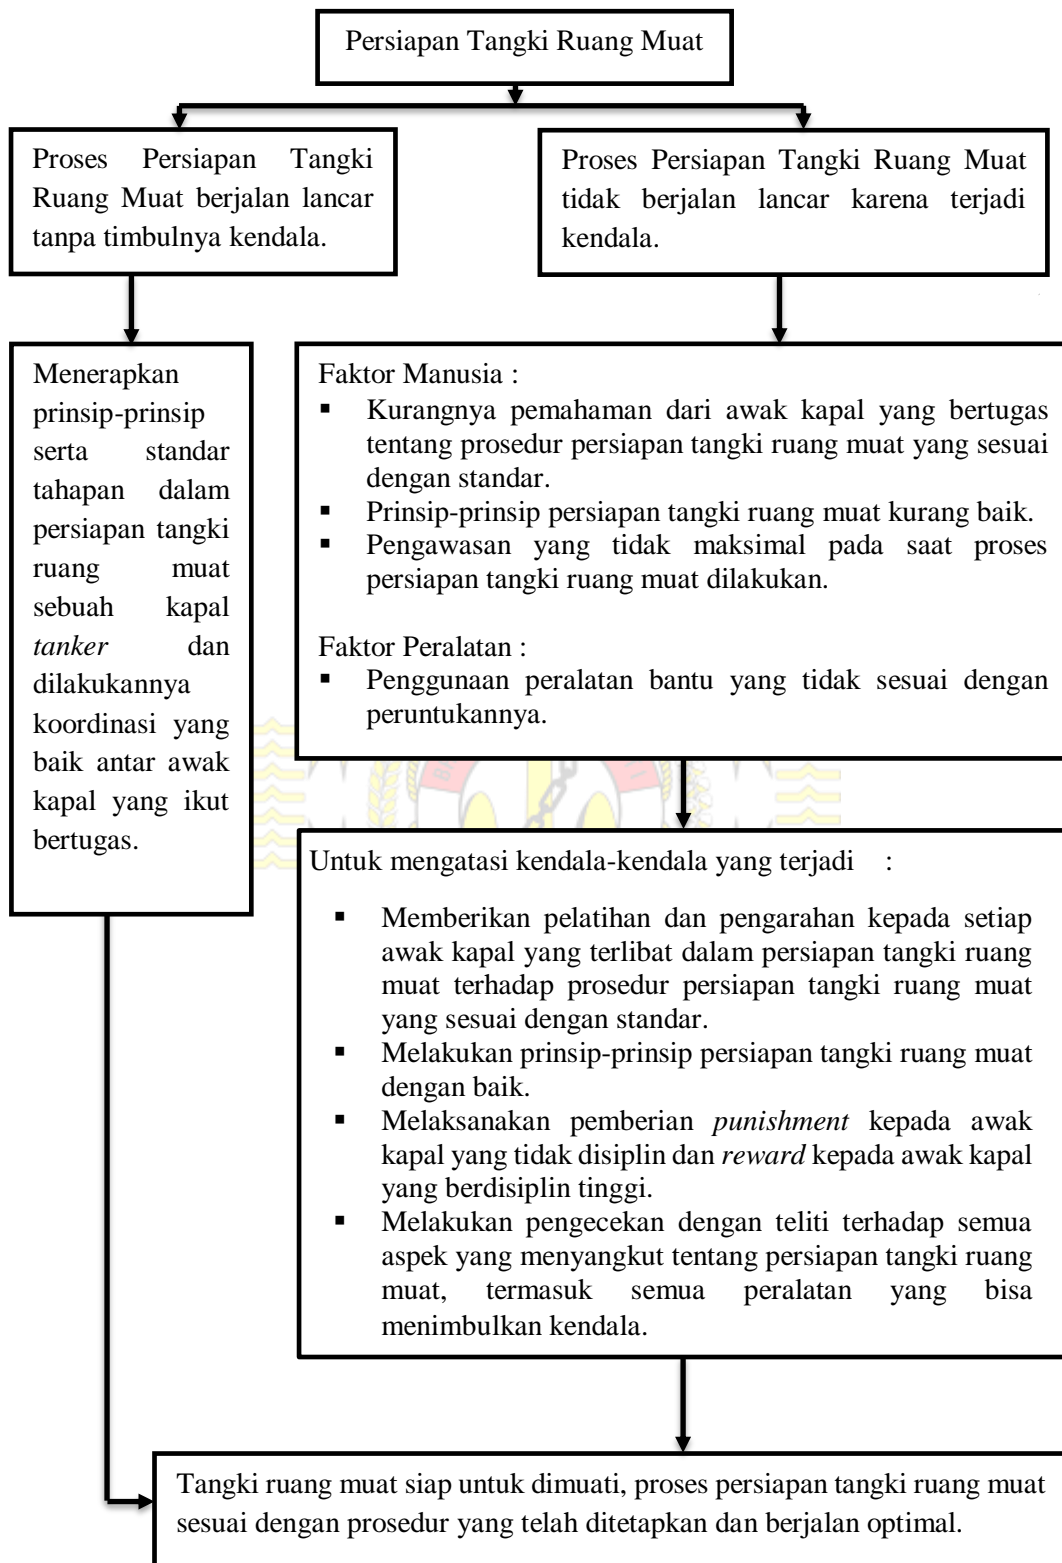 Persiapan Tangki Ruang Muat
Proses Persiapan Tangki
Ruang Muat berjalan lancar
tanpa timbulnya kendala.
Proses Persiapan Tangki Ruang Muat
tidak berjalan lancar karena terjadi
kendala.
Menerapkan
prinsip-prinsip
serta standar
tahapan dalam
persiapan tangki
ruang muat
sebuah kapal
tanker dan
dilakukannya
koordinasi yang
baik antar awak
kapal yang ikut
bertugas.
Faktor Manusia :
▪ Kurangnya pemahaman dari awak kapal yang bertugas
tentang prosedur persiapan tangki ruang muat yang sesuai
dengan standar.
▪ Prinsip-prinsip persiapan tangki ruang muat kurang baik.
▪ Pengawasan yang tidak maksimal pada saat proses
persiapan tangki ruang muat dilakukan.
Faktor Peralatan :
▪ Penggunaan peralatan bantu yang tidak sesuai dengan
peruntukannya.
Untuk mengatasi kendala-kendala yang terjadi :
▪ Memberikan pelatihan dan pengarahan kepada setiap
awak kapal yang terlibat dalam persiapan tangki ruang
muat terhadap prosedur persiapan tangki ruang muat
yang sesuai dengan standar.
▪ Melakukan prinsip-prinsip persiapan tangki ruang muat
dengan baik.
▪ Melaksanakan pemberian punishment kepada awak
kapal yang tidak disiplin dan reward kepada awak kapal
yang berdisiplin tinggi.
▪ Melakukan pengecekan dengan teliti terhadap semua
aspek yang menyangkut tentang persiapan tangki ruang
muat, termasuk semua peralatan yang bisa
menimbulkan kendala.
Tangki ruang muat siap untuk dimuati, proses persiapan tangki ruang muat
sesuai dengan prosedur yang telah ditetapkan dan berjalan optimal.